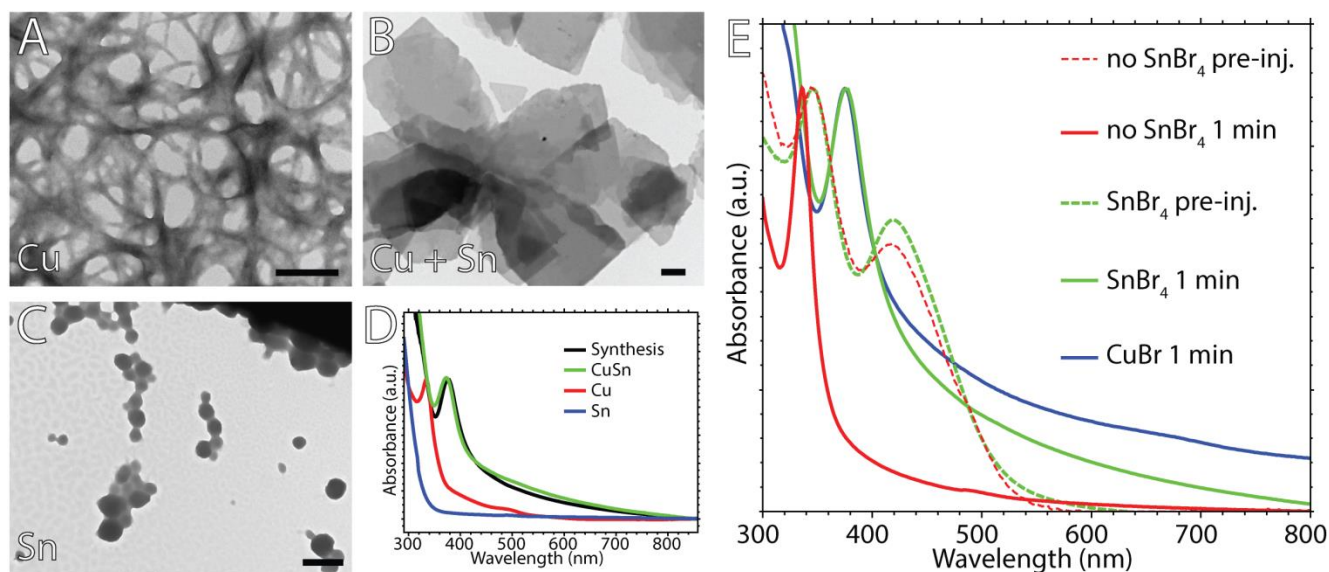 A
Cu
B
Cu + Sn
C
Sn
D
Absorbance (a.u.)
Synthesis
CuSn
Cu
Sn
300 400 500 600 700 800
Wavelength (nm)
E
Absorbance (a.u.)
no SnBr₄ pre-inj.
no SnBr₄ 1 min
SnBr₄ pre-inj.
SnBr₄ 1 min
CuBr 1 min
300 400 500 600 700 800
Wavelength (nm)